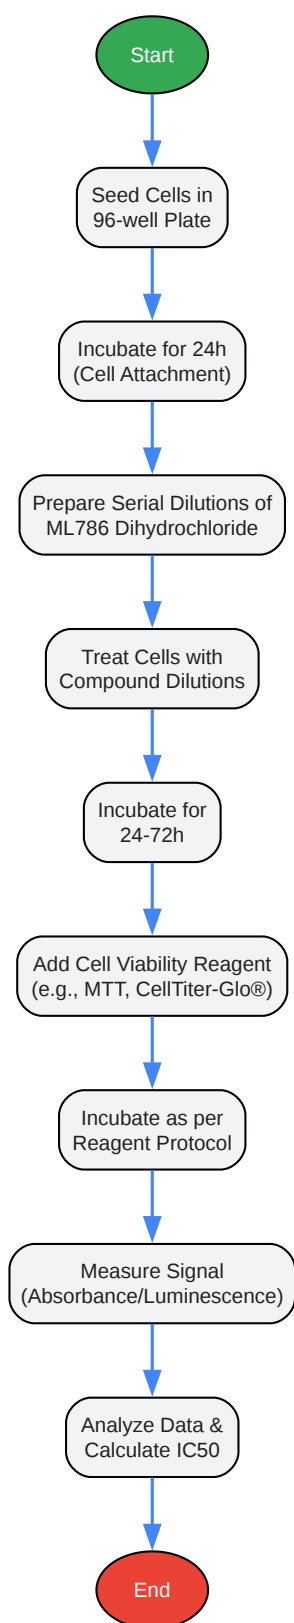 Start
Seed Cells in
96-well Plate
Incubate for 24h
(Cell Attachment)
Prepare Serial Dilutions of
ML786 Dihydrochloride
Treat Cells with
Compound Dilutions
Incubate for
24-72h
Add Cell Viability Reagent
(e.g., MTT, CellTiter-Glo®)
Incubate as per
Reagent Protocol
Measure Signal
(Absorbance/Luminescence)
Analyze Data &
Calculate IC50
End